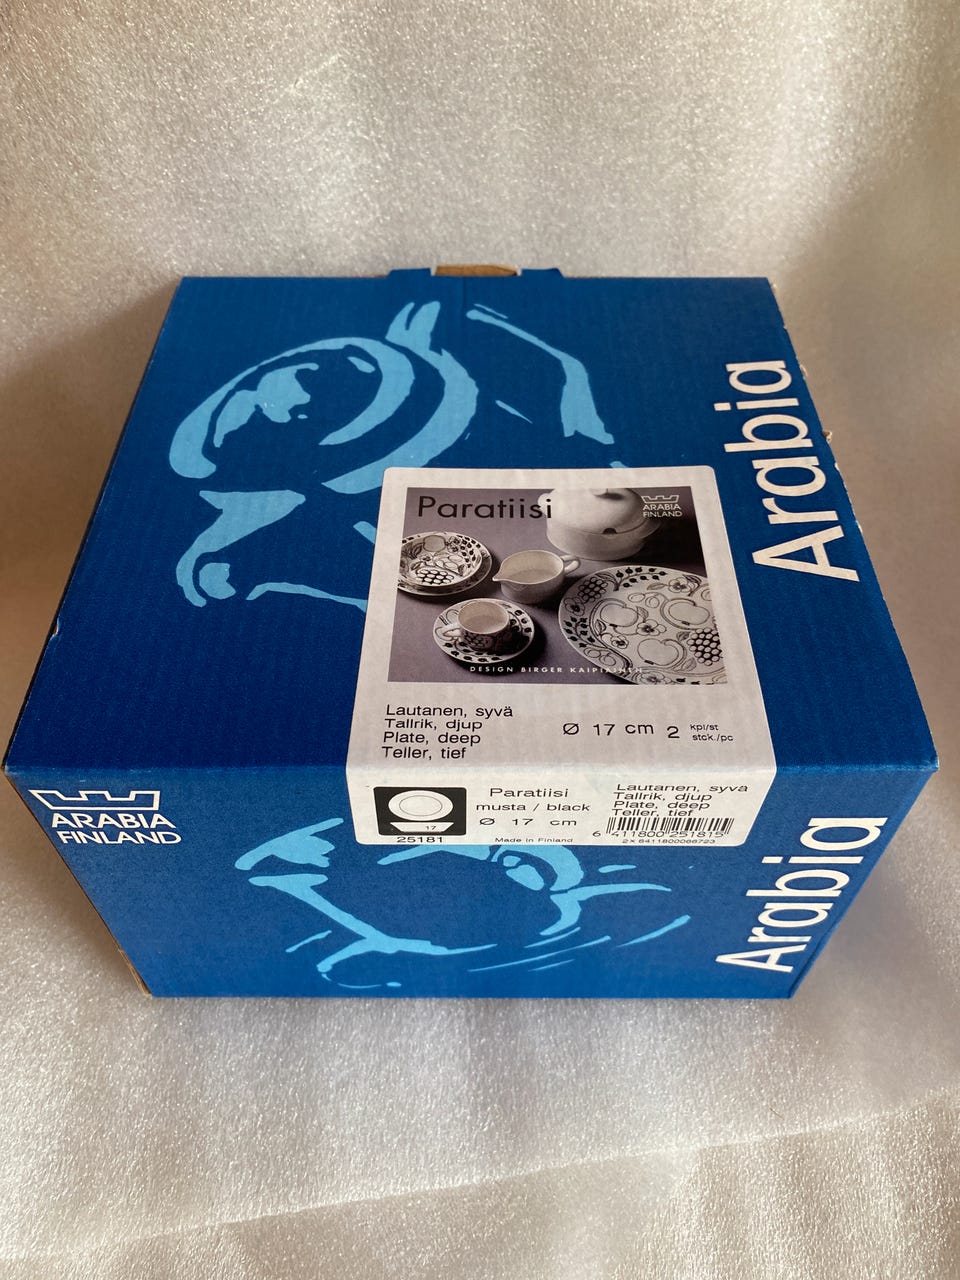 Arabia
Paratiisi
ARABIA
FINLAND
DESIGN BIRGER KAIPIAINEN
Lautanen, syvä
Tallrik, djup
Plate, deep
Teller, tief
Ø 17 cm 2 kpl/st
stck./pc
ARABIA
FINLAND
17
25181
Paratiisi
musta / black
Ø 17 cm
Made in Finland
Lautanen, syvä
Tallrik, djup
Plate, deep
Teller, tief
6 411800 251815
2X 6411800066723
Arabia